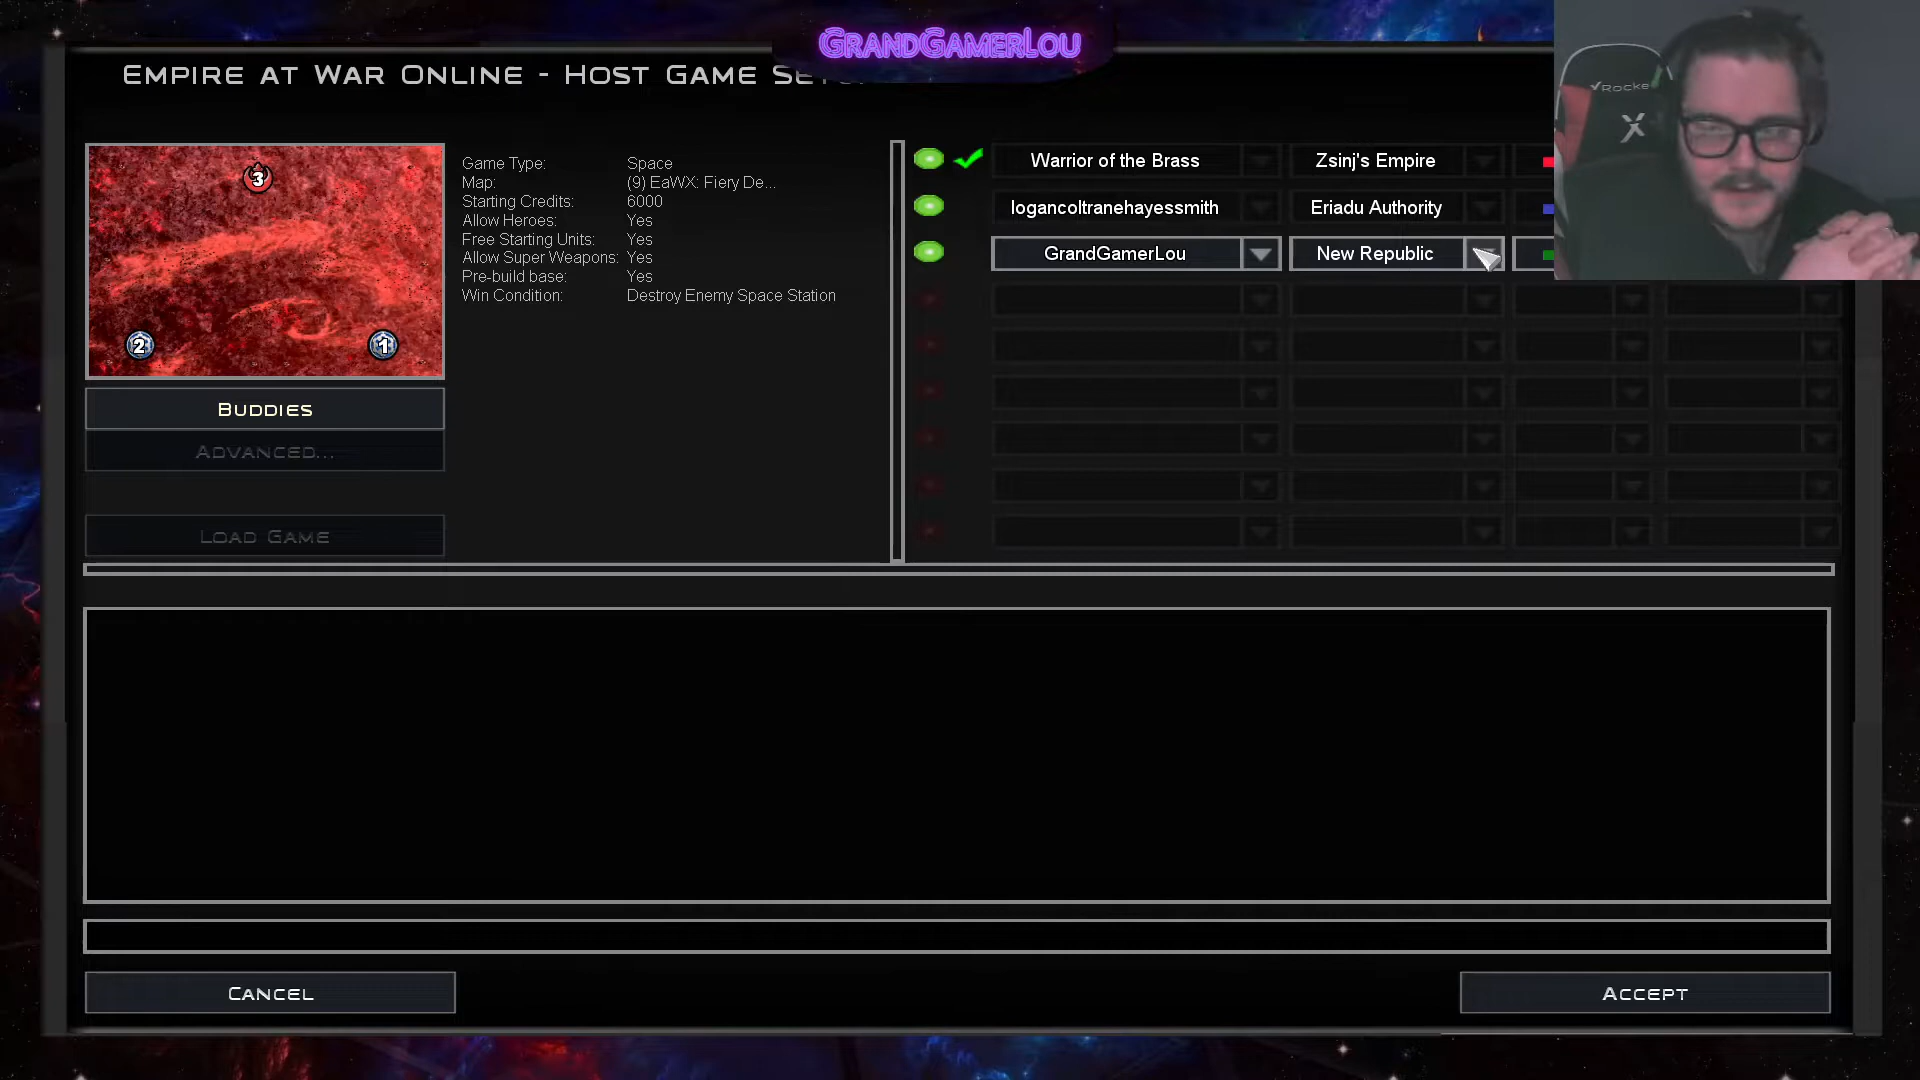 GRANDGAMERLOU
EMPIRE AT WAR ONLINE - HOST GAME
Rocke
X
3
2
1
Game Type: Space
Map: (9) EaWX: Fiery De...
Starting Credits: 6000
Allow Heroes: Yes
Free Starting Units: Yes
Allow Super Weapons: Yes
Pre-build base: Yes
Win Condition: Destroy Enemy Space Station
Warrior of the Brass Zsinj's Empire
logancoltranehayessmith Eriadu Authority
GrandGamerLou New Republic
BUDDIES
ADVANCED...
LOAD GAME
CANCEL
ACCEPT